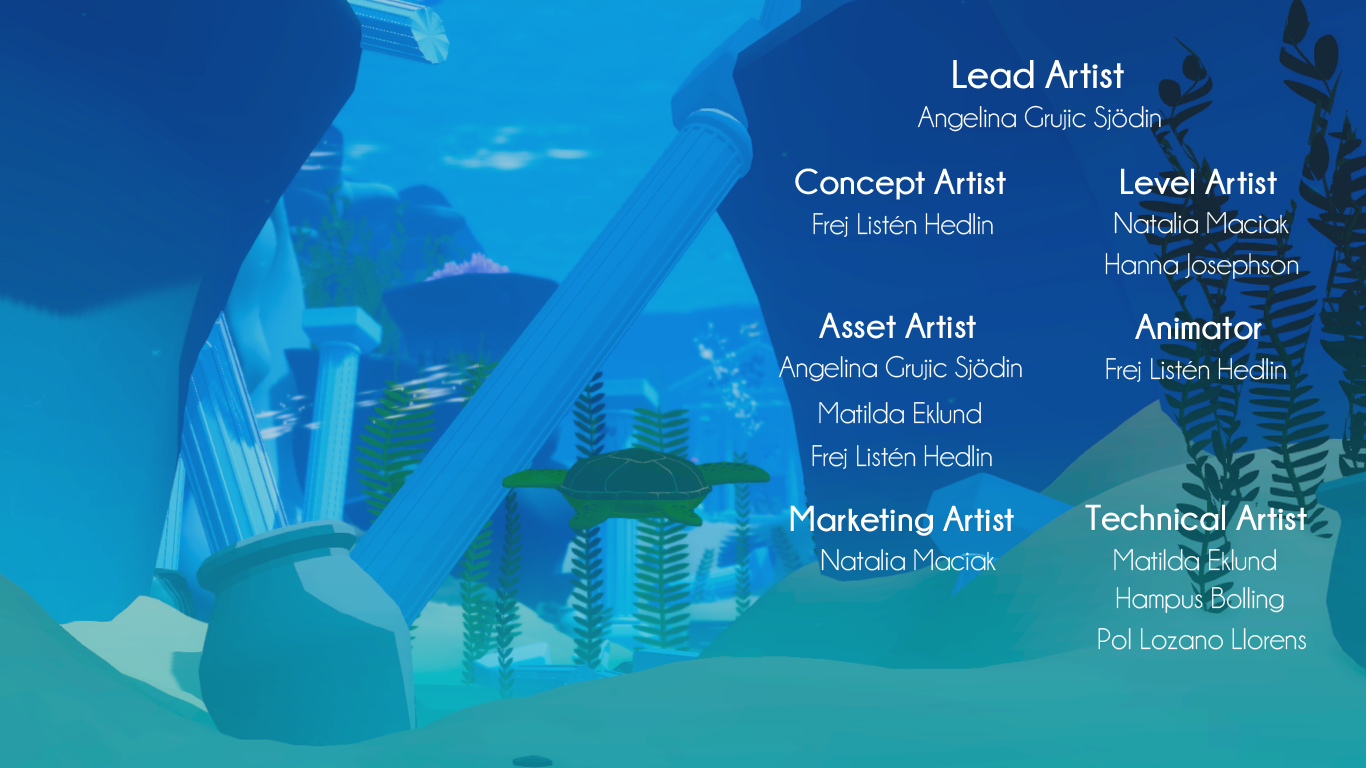 Lead Artist
Angelina Grujic Sjödin
Concept Artist
Frej Listén Hedlin
Level Artist
Natalia Maciak
Hanna Josephson
Asset Artist
Angelina Grujic Sjödin
Matilda Eklund
Frej Listén Hedlin
Animator
Frej Listén Hedlin
Marketing Artist
Natalia Maciak
Technical Artist
Matilda Eklund
Hampus Bolling
Pol Lozano Llorens